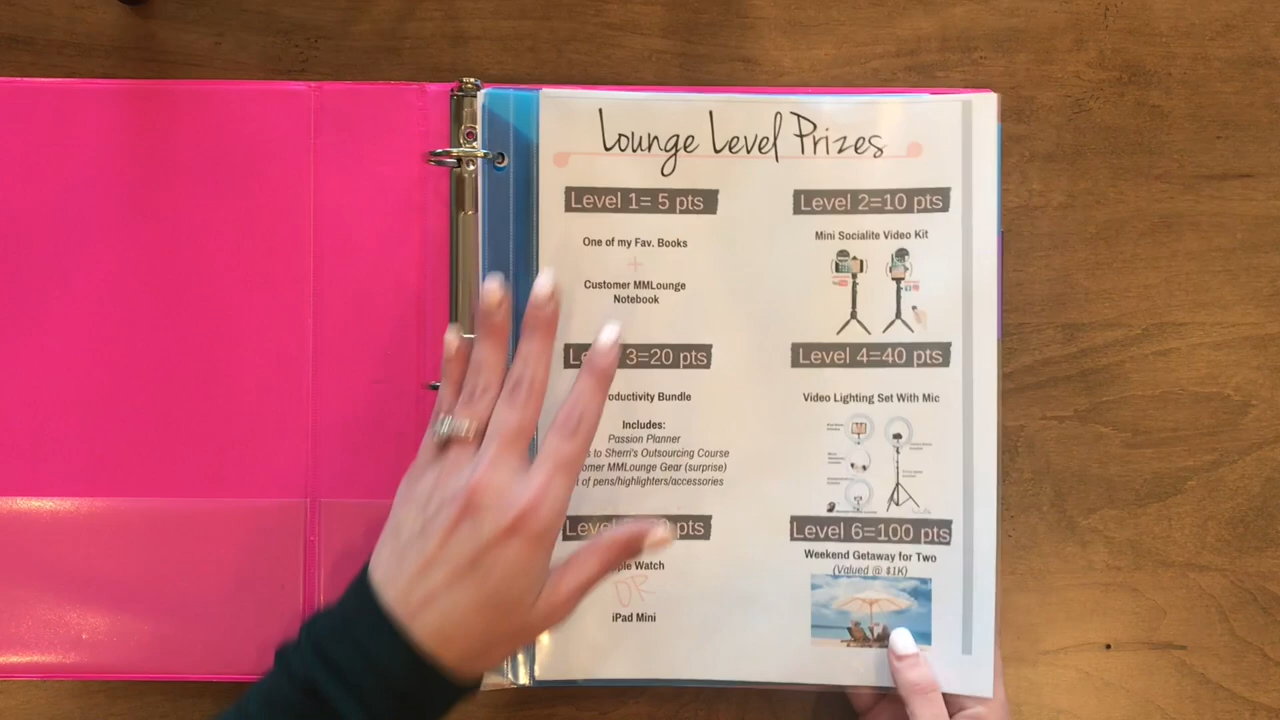 Lounge Level Prizes
Level 1= 5 pts
One of my Fav. Books
+
Customer MMLounge
Notebook
Level 2=10 pts
Mini Socialite Video Kit
3=20 pts
Bundle
Includes:
Passion Planner
to Sherri's Outsourcing Course
MMLounge Gear (surprise)
of pens/highlighters/accessories
Level 4=40 pts
Video Lighting Set With Mic
pts
Watch
OR
iPad Mini
Level 6=100 pts
Weekend Getaway for Two
(Valued @ $1K)